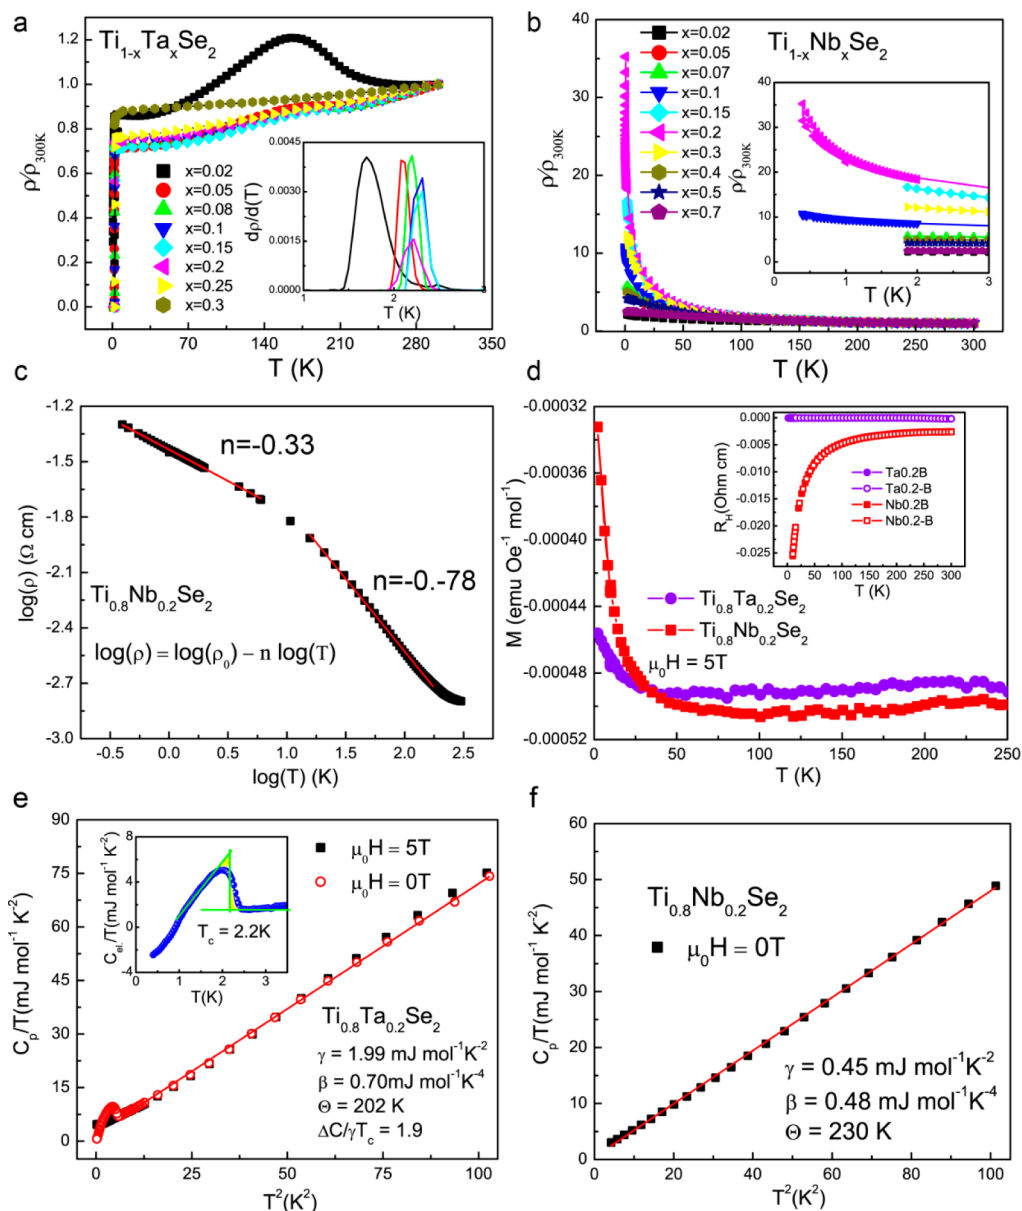 a
Ti1-xTaxSe2
ρ/ρ300K
1.2
1.0
0.8
0.6
0.4
0.2
0.0
x=0.02
x=0.05
x=0.08
x=0.1
x=0.15
x=0.2
x=0.25
x=0.3
dρ/d(T)
0.0045
0.0030
0.0015
0.0000
1 2 3
T (K)
0 70 140 210 280 350
T (K)
b
Ti1-xNbxSe2
ρ/ρ300K
40
35
30
25
20
15
10
5
0
x=0.02
x=0.05
x=0.07
x=0.1
x=0.15
x=0.2
x=0.3
x=0.4
x=0.5
x=0.7
ρ/ρ300K
40
35
30
25
20
15
10
5
0
0 1 2 3
T (K)
0 50 100 150 200 250 300
T (K)
c
log(ρ) (Ω cm)
-1.2
-1.5
-1.8
-2.1
-2.4
-2.7
-3.0
n=-0.33
n=-0.-78
Ti0.8Nb0.2Se2
log(ρ) = log(ρ0) − n log(T)
-0.5 0.0 0.5 1.0 1.5 2.0 2.5
log(T) (K)
d
M (emu Oe-1 mol-1)
-0.00032
-0.00036
-0.00040
-0.00044
-0.00048
-0.00052
RH(Ohm cm)
0.000
-0.005
-0.010
-0.015
-0.020
-0.025
Ta0.2B
Ta0.2-B
Nb0.2B
Nb0.2-B
0 50 100 150 200 250 300
T (K)
Ti0.8Ta0.2Se2
Ti0.8Nb0.2Se2
μ0H = 5T
0 50 100 150 200 250
T (K)
e
Cp/T(mJ mol-1 K-2)
90
75
60
45
30
15
0
Cel./T(mJ mol-1 K-2)
8
4
0
-4
Tc = 2.2K
0 1 2 3
T(K)
μ0H = 5T
μ0H = 0T
Ti0.8Ta0.2Se2
γ = 1.99 mJ mol-1K-2
β = 0.70mJ mol-1K-4
Θ = 202 K
ΔC/γTc = 1.9
0 25 50 75 100
T2(K2)
f
Cp/T(mJ mol-1 K-2)
60
50
40
30
20
10
0
Ti0.8Nb0.2Se2
μ0H = 0T
γ = 0.45 mJ mol-1K-2
β = 0.48 mJ mol-1K-4
Θ = 230 K
0 20 40 60 80 100
T2(K2)